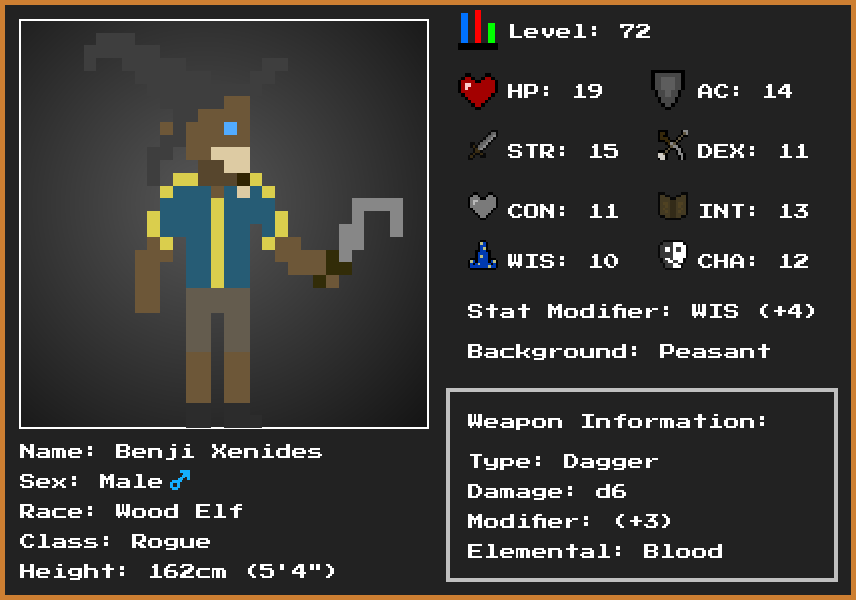 Level: 72
HP: 19
AC: 14
STR: 15
DEX: 11
CON: 11
INT: 13
WIS: 10
CHA: 12
Stat Modifier: WIS (+4)
Background: Peasant
Weapon Information:
Type: Dagger
Damage: d6
Modifier: (+3)
Elemental: Blood
Name: Benji Xenides
Sex: Male♂
Race: Wood Elf
Class: Rogue
Height: 162cm (5'4")